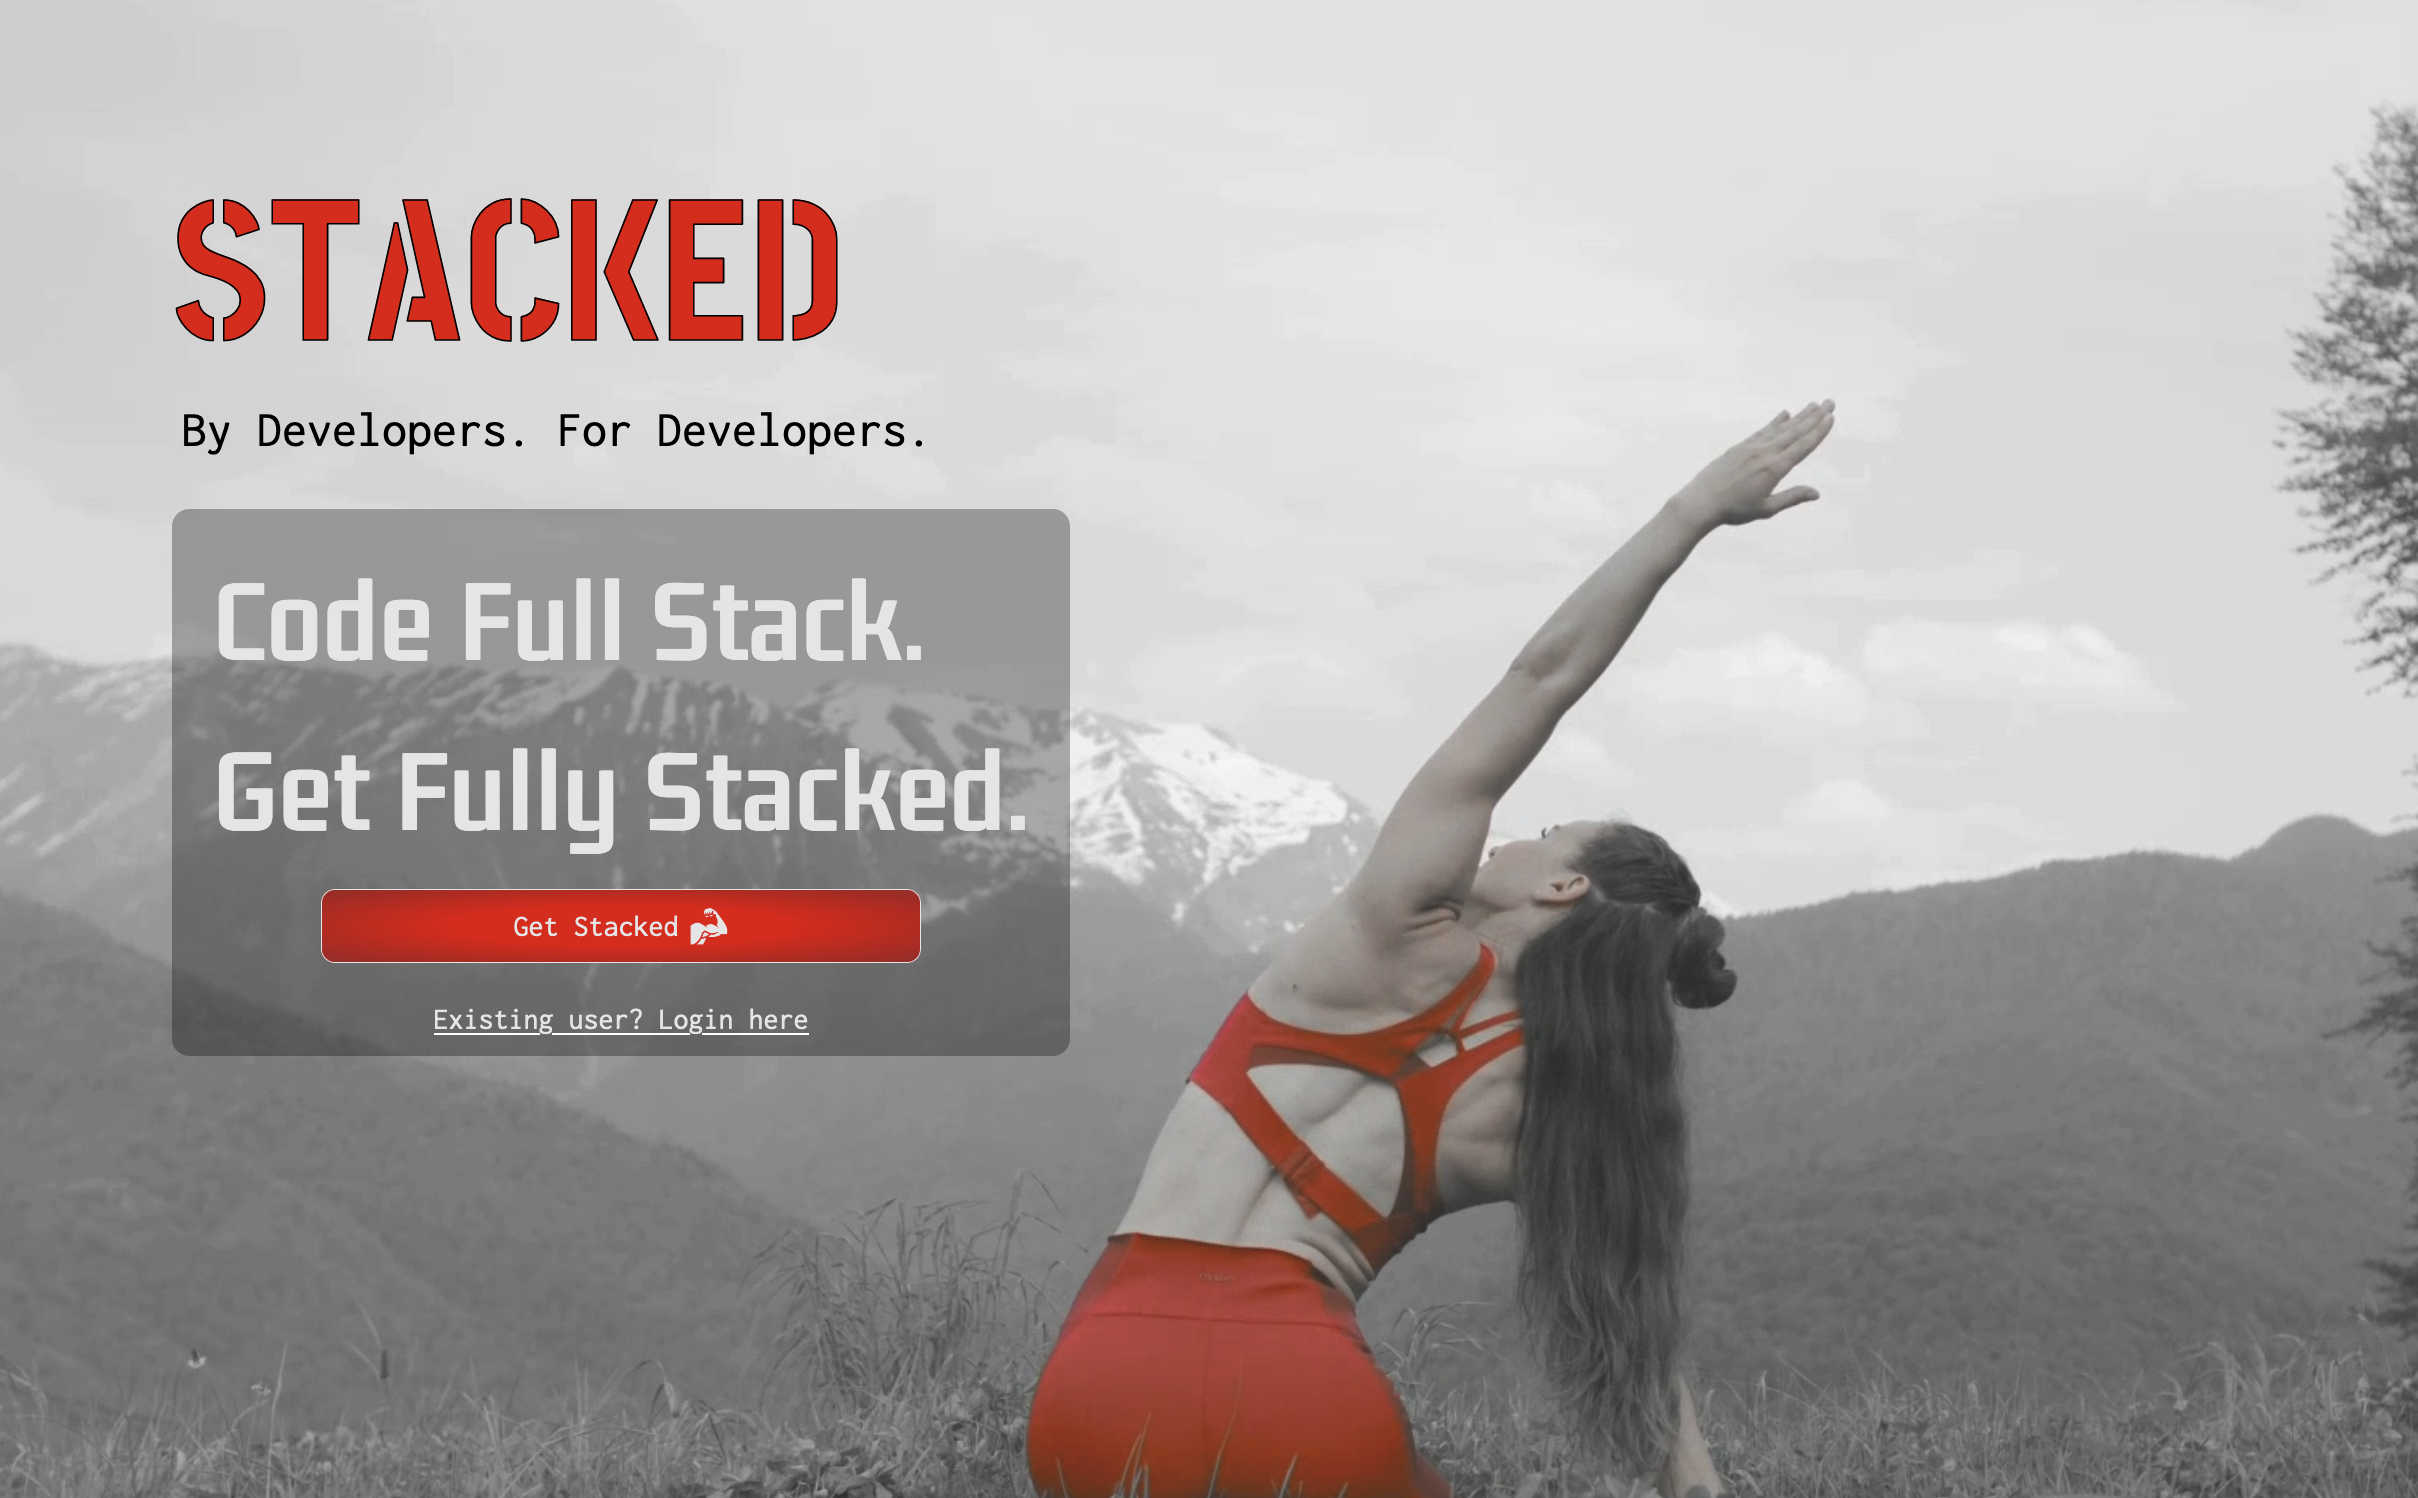 STACKED
By Developers. For Developers.
Code Full Stack.
Get Fully Stacked.
Get Stacked
Existing user? Login here